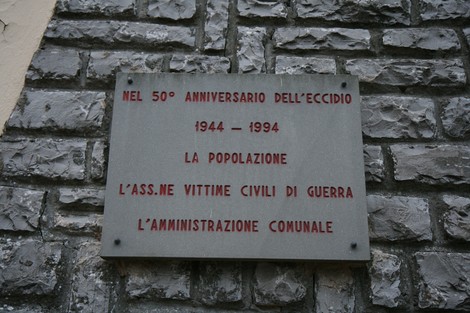 NEL 50° ANNIVERSARIO DELL'ECCIDIO
1944 – 1994
LA POPOLAZIONE
L'ASS.NE VITTIME CIVILI DI GUERRA
L'AMMINISTRAZIONE COMUNALE